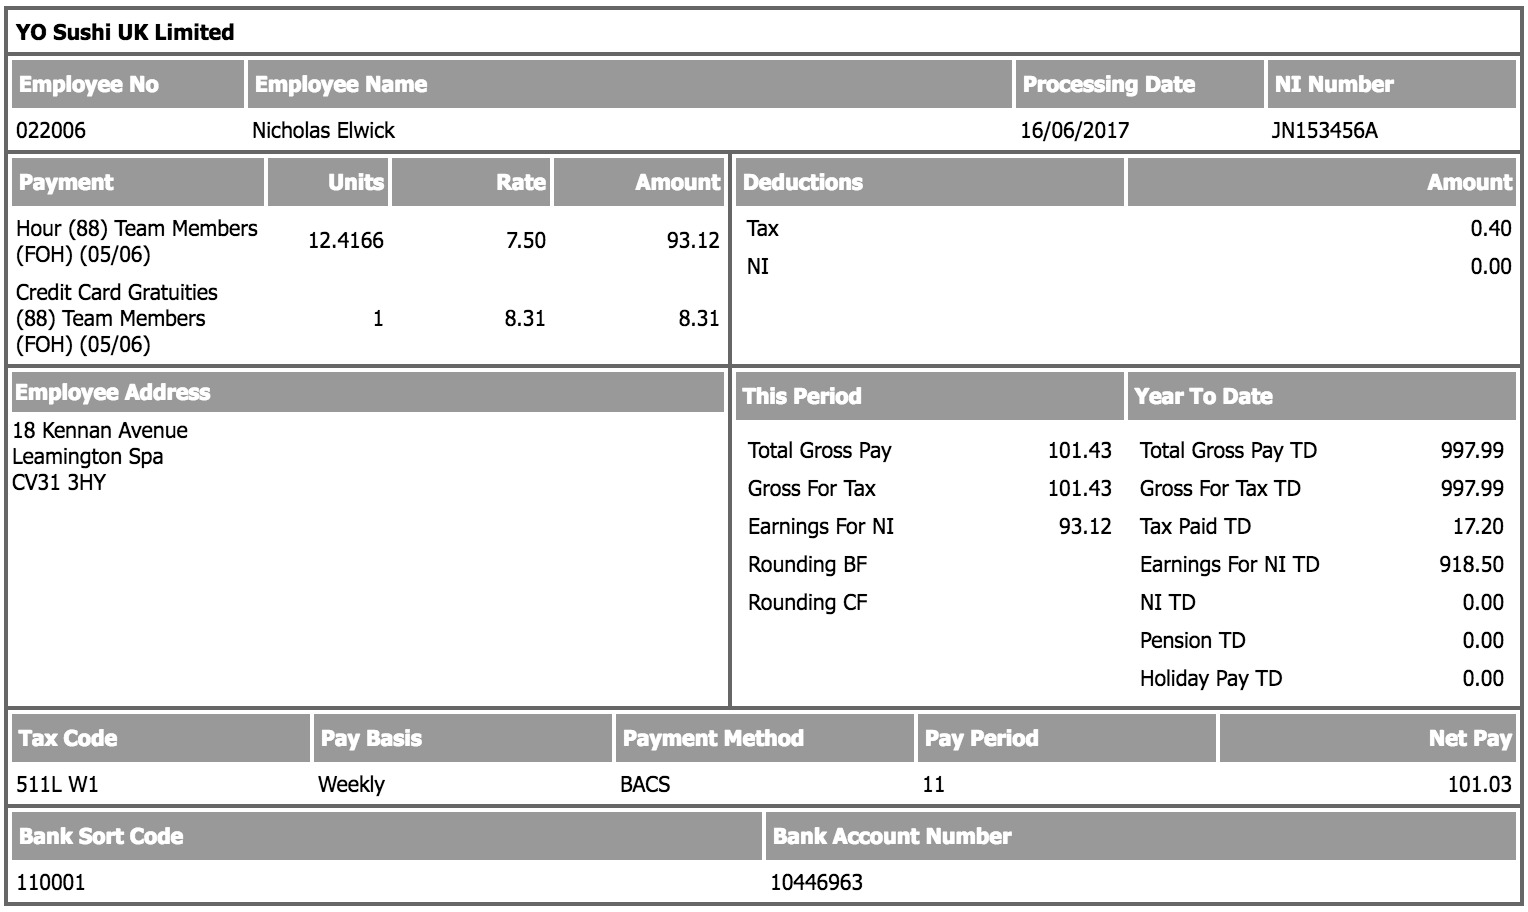 YO Sushi UK Limited
Employee No Employee Name Processing Date NI Number
022006 Nicholas Elwick 16/06/2017 JN153456A
Payment Units Rate Amount
Hour (88) Team Members
(FOH) (05/06) 12.4166 7.50 93.12
Credit Card Gratuities
(88) Team Members 1 8.31 8.31
(FOH) (05/06)
Deductions Amount
Tax 0.40
NI 0.00
Employee Address
18 Kennan Avenue
Leamington Spa
CV31 3HY
This Period Year To Date
Total Gross Pay 101.43 Total Gross Pay TD 997.99
Gross For Tax 101.43 Gross For Tax TD 997.99
Earnings For NI 93.12 Tax Paid TD 17.20
Rounding BF Earnings For NI TD 918.50
Rounding CF NI TD 0.00
Pension TD 0.00
Holiday Pay TD 0.00
Tax Code Pay Basis Payment Method Pay Period Net Pay
511L W1 Weekly BACS 11 101.03
Bank Sort Code Bank Account Number
110001 10446963